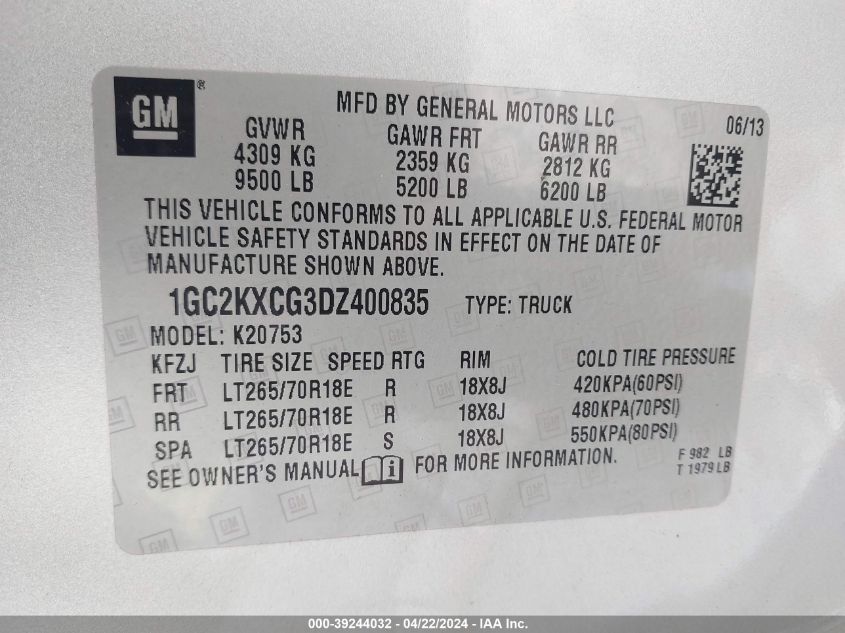 GM ®
MFD BY GENERAL MOTORS LLC
06/13
GVWR GAWR FRT GAWR RR
4309 KG 2359 KG 2812 KG
9500 LB 5200 LB 6200 LB
THIS VEHICLE CONFORMS TO ALL APPLICABLE U.S. FEDERAL MOTOR
VEHICLE SAFETY STANDARDS IN EFFECT ON THE DATE OF
MANUFACTURE SHOWN ABOVE.
1GC2KXCG3DZ400835 TYPE: TRUCK
MODEL: K20753
KFZJ TIRE SIZE SPEED RTG RIM COLD TIRE PRESSURE
FRT LT265/70R18E R 18X8J 420KPA(60PSI)
RR LT265/70R18E R 18X8J 480KPA(70PSI)
SPA LT265/70R18E S 18X8J 550KPA(80PSI)
SEE OWNER'S MANUAL i FOR MORE INFORMATION.
F 982 LB
T 1979 LB
000-39244032 - 04/22/2024 - IAA Inc.